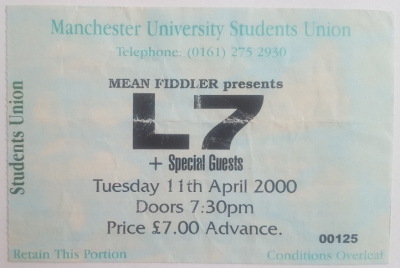 Manchester University Students Union
Telephone: (0161) 275 2930
MEAN FIDDLER presents
L7
+ Special Guests
Tuesday 11th April 2000
Doors 7:30pm
Price £7.00 Advance.
00125
Retain This Portion
Conditions Overleaf
Students Union